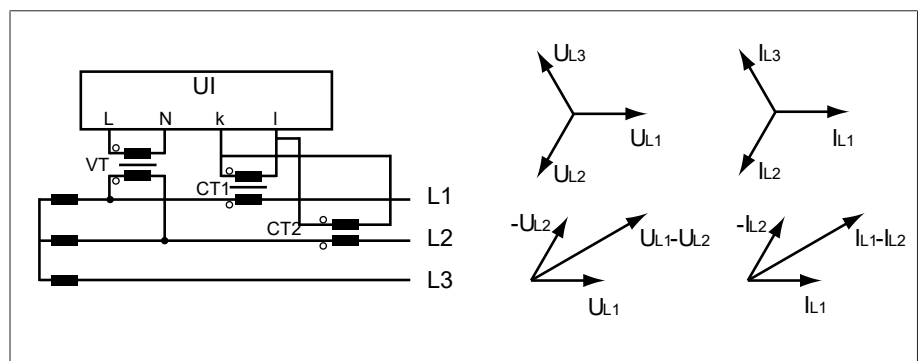 UI
L N k l
VT
CT1
CT2
L1
L2
L3
UL3
UL1
UL2
IL3
IL1
IL2
-UL2
UL1-UL2
UL1
-IL2
IL1-IL2
IL1